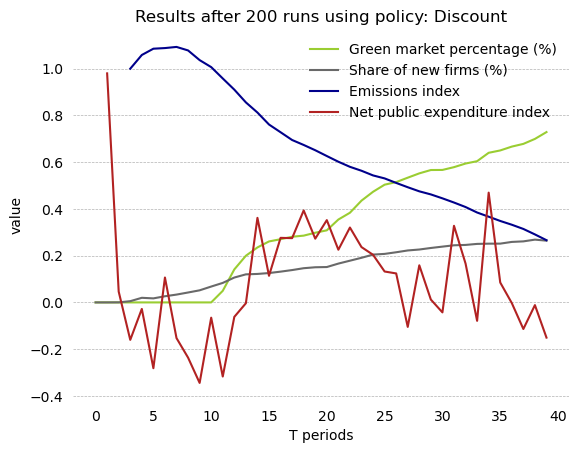 Results after 200 runs using policy: Discount
Green market percentage (%)
Share of new firms (%)
Emissions index
Net public expenditure index
value
1.0
0.8
0.6
0.4
0.2
0.0
−0.2
−0.4
0 5 10 15 20 25 30 35 40
T periods